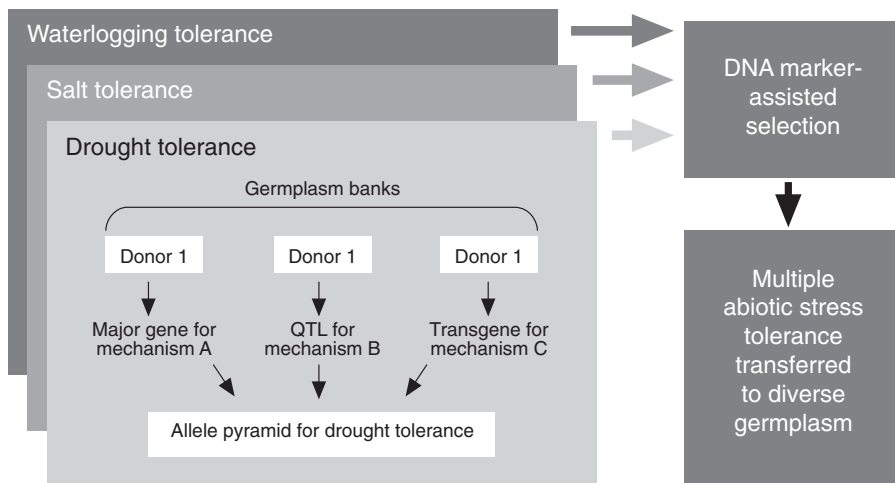 Waterlogging tolerance
Salt tolerance
Drought tolerance
Germplasm banks
Donor 1
Donor 1
Donor 1
Major gene for
mechanism A
QTL for
mechanism B
Transgene for
mechanism C
Allele pyramid for drought tolerance
DNA marker-
assisted
selection
Multiple
abiotic stress
tolerance
transferred
to diverse
germplasm